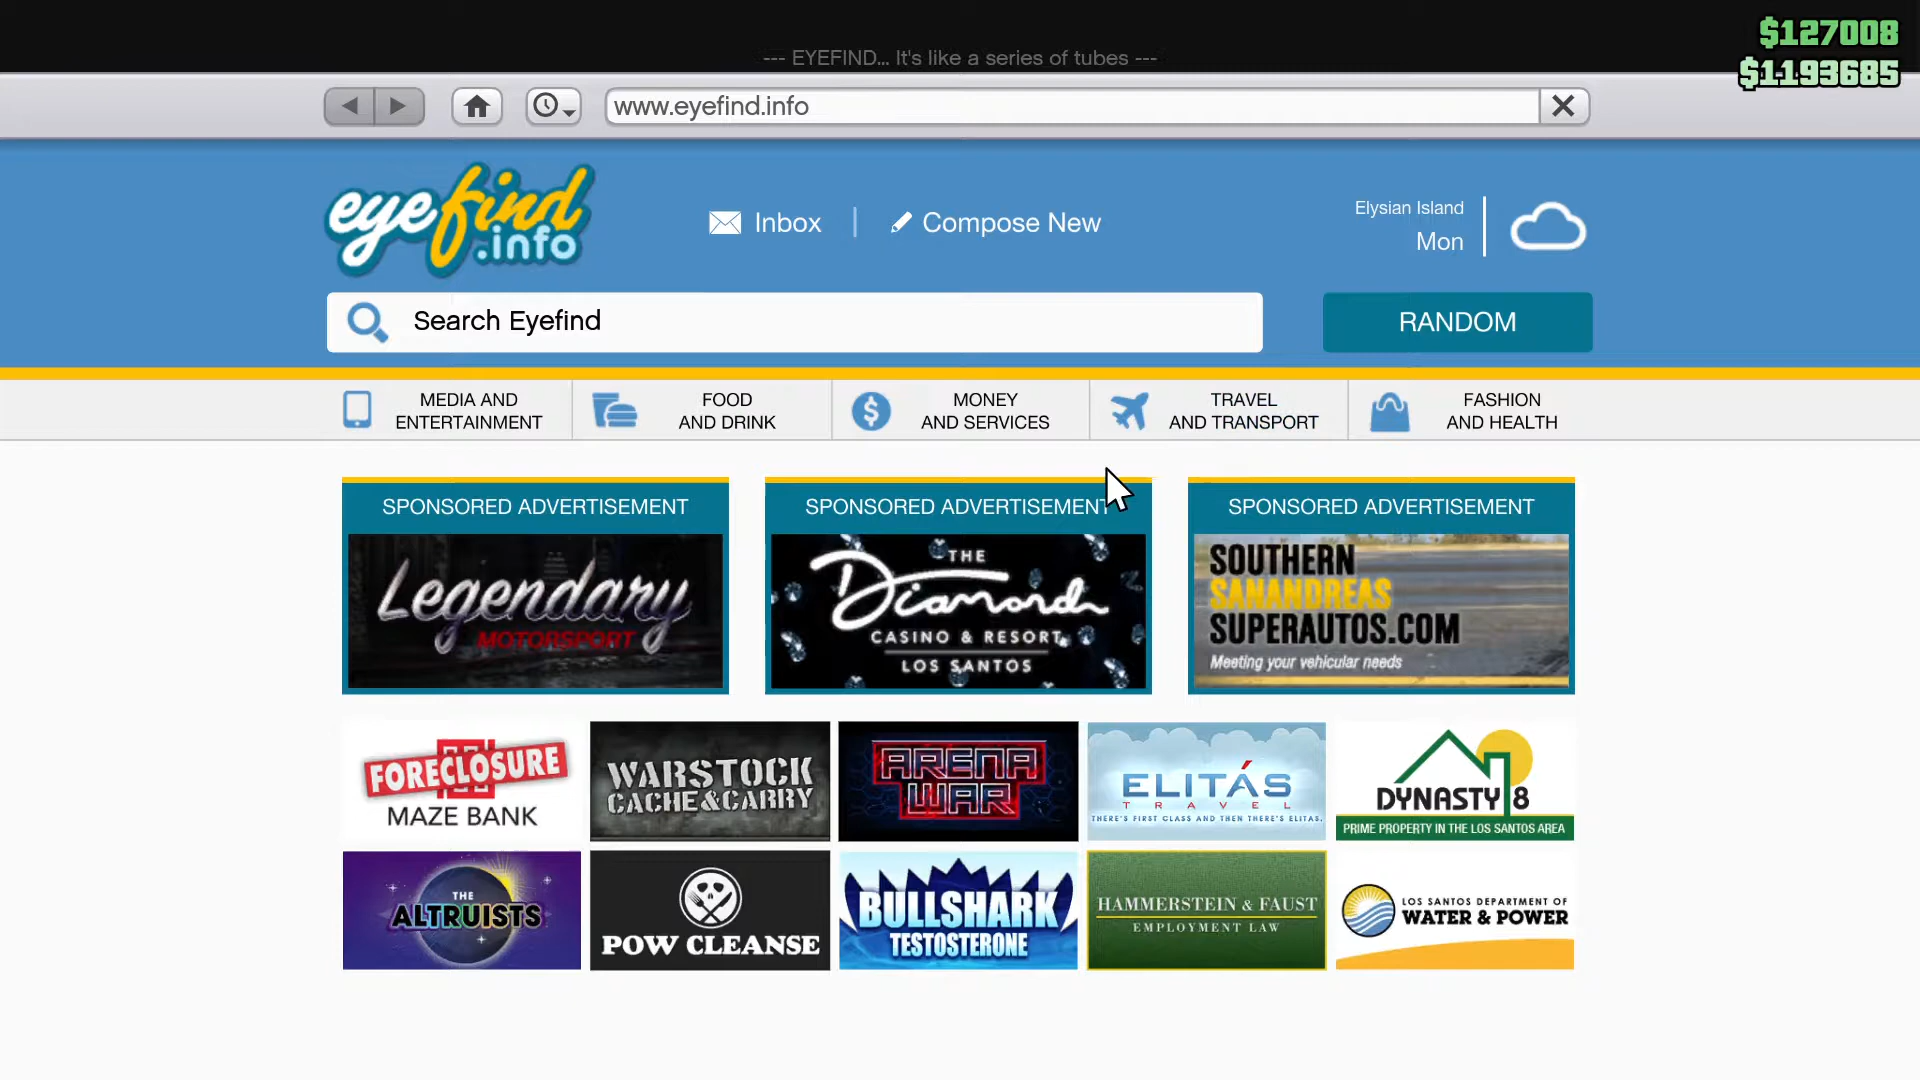 $127008
--- EYEFIND... It's like a series of tubes ---
$1193685
www.eyefind.info
eyefind
.info
Inbox
Compose New
Elysian Island
Mon
Search Eyefind
RANDOM
MEDIA AND
ENTERTAINMENT
FOOD
AND DRINK
MONEY
AND SERVICES
TRAVEL
AND TRANSPORT
FASHION
AND HEALTH
SPONSORED ADVERTISEMENT
Legendary
MOTORSPORT
SPONSORED ADVERTISEMENT
THE
Diamond
CASINO & RESORT
LOS SANTOS
SPONSORED ADVERTISEMENT
SOUTHERN
SANANDREAS
SUPERAUTOS.COM
Meeting your vehicular needs
FORECLOSURE
MAZE BANK
WARSTOCK
CACHE&CARRY
ARENA
WAR
ELITÁS
TRAVEL
THERE'S FIRST CLASS AND THEN THERE'S ELITAS.
DYNASTY 8
PRIME PROPERTY IN THE LOS SANTOS AREA
THE
ALTRUISTS
POW CLEANSE
BULLSHARK
TESTOSTERONE
HAMMERSTEIN & FAUST
EMPLOYMENT LAW
LOS SANTOS DEPARTMENT OF
WATER & POWER